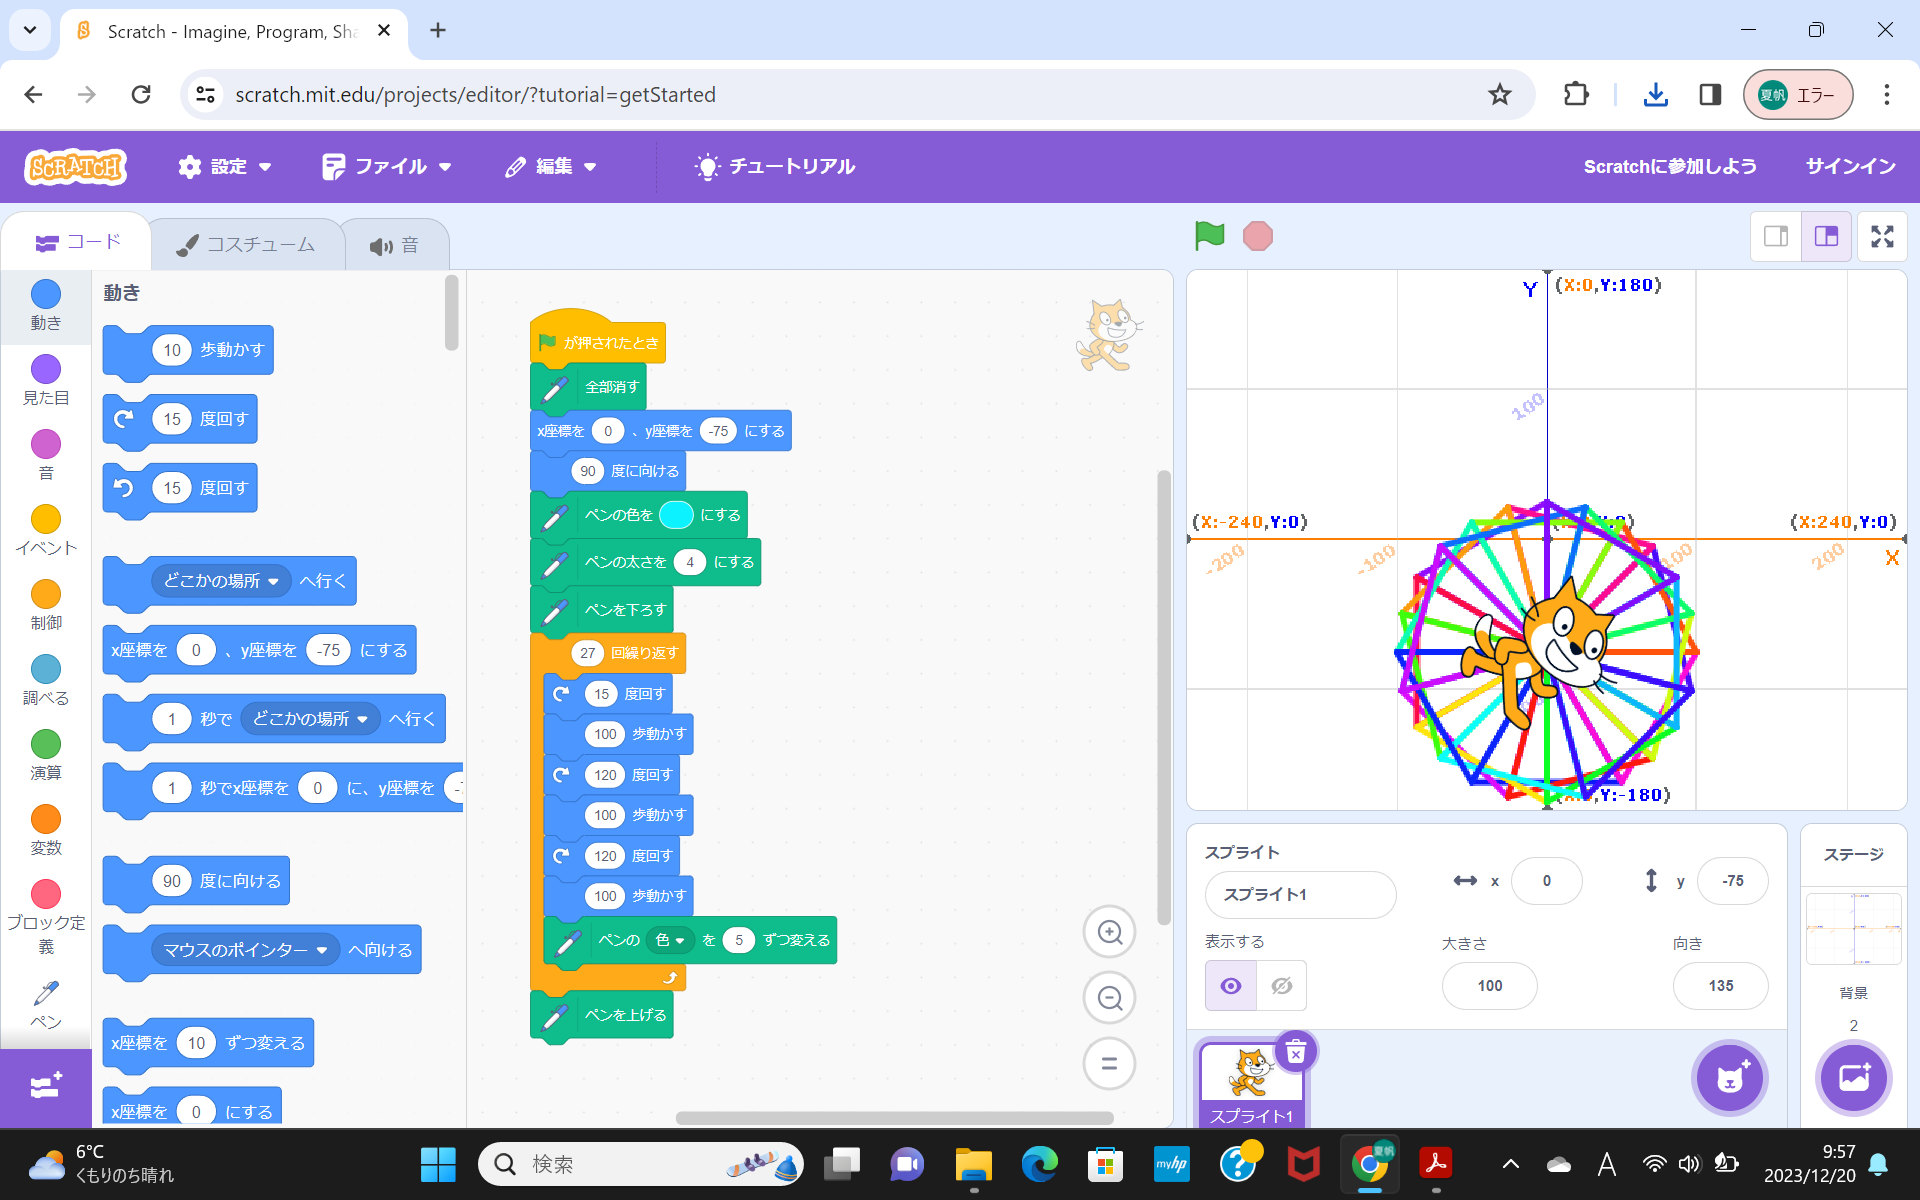 Scratch - Imagine, Program, Sha
scratch.mit.edu/projects/editor/?tutorial=getStarted
夏帆 エラー
SCRATCH 設定 ファイル 編集 チュートリアル Scratchに参加しよう サインイン
コード コスチューム 音
動き
見た目
音
イベント
制御
調べる
演算
変数
ブロック定
義
ペン
動き
10 歩動かす
15 度回す
15 度回す
どこかの場所 へ行く
x座標を 0 、y座標を -75 にする
1 秒で どこかの場所 へ行く
1 秒でx座標を 0 に、y座標を
90 度に向ける
マウスのポインター へ向ける
x座標を 10 ずつ変える
x座標を 0 にする
が押されたとき
全部消す
x座標を 0 、y座標を -75 にする
90 度に向ける
ペンの色を にする
ペンの太さを 4 にする
ペンを下ろす
27 回繰り返す
15 度回す
100 歩動かす
120 度回す
100 歩動かす
120 度回す
100 歩動かす
ペンの 色 を 5 ずつ変える
ペンを上げる
Y (X:0,Y:180)
100
(X:-240,Y:0) (X:240,Y:0)
-200 -100 100 200 X
Y:-180)
スプライト
スプライト1 x 0 y -75
表示する 大きさ 向き
100 135
スプライト1
ステージ
背景
2
6°C
くもりのち晴れ
検索
myhp
夏帆
A
9:57
2023/12/20